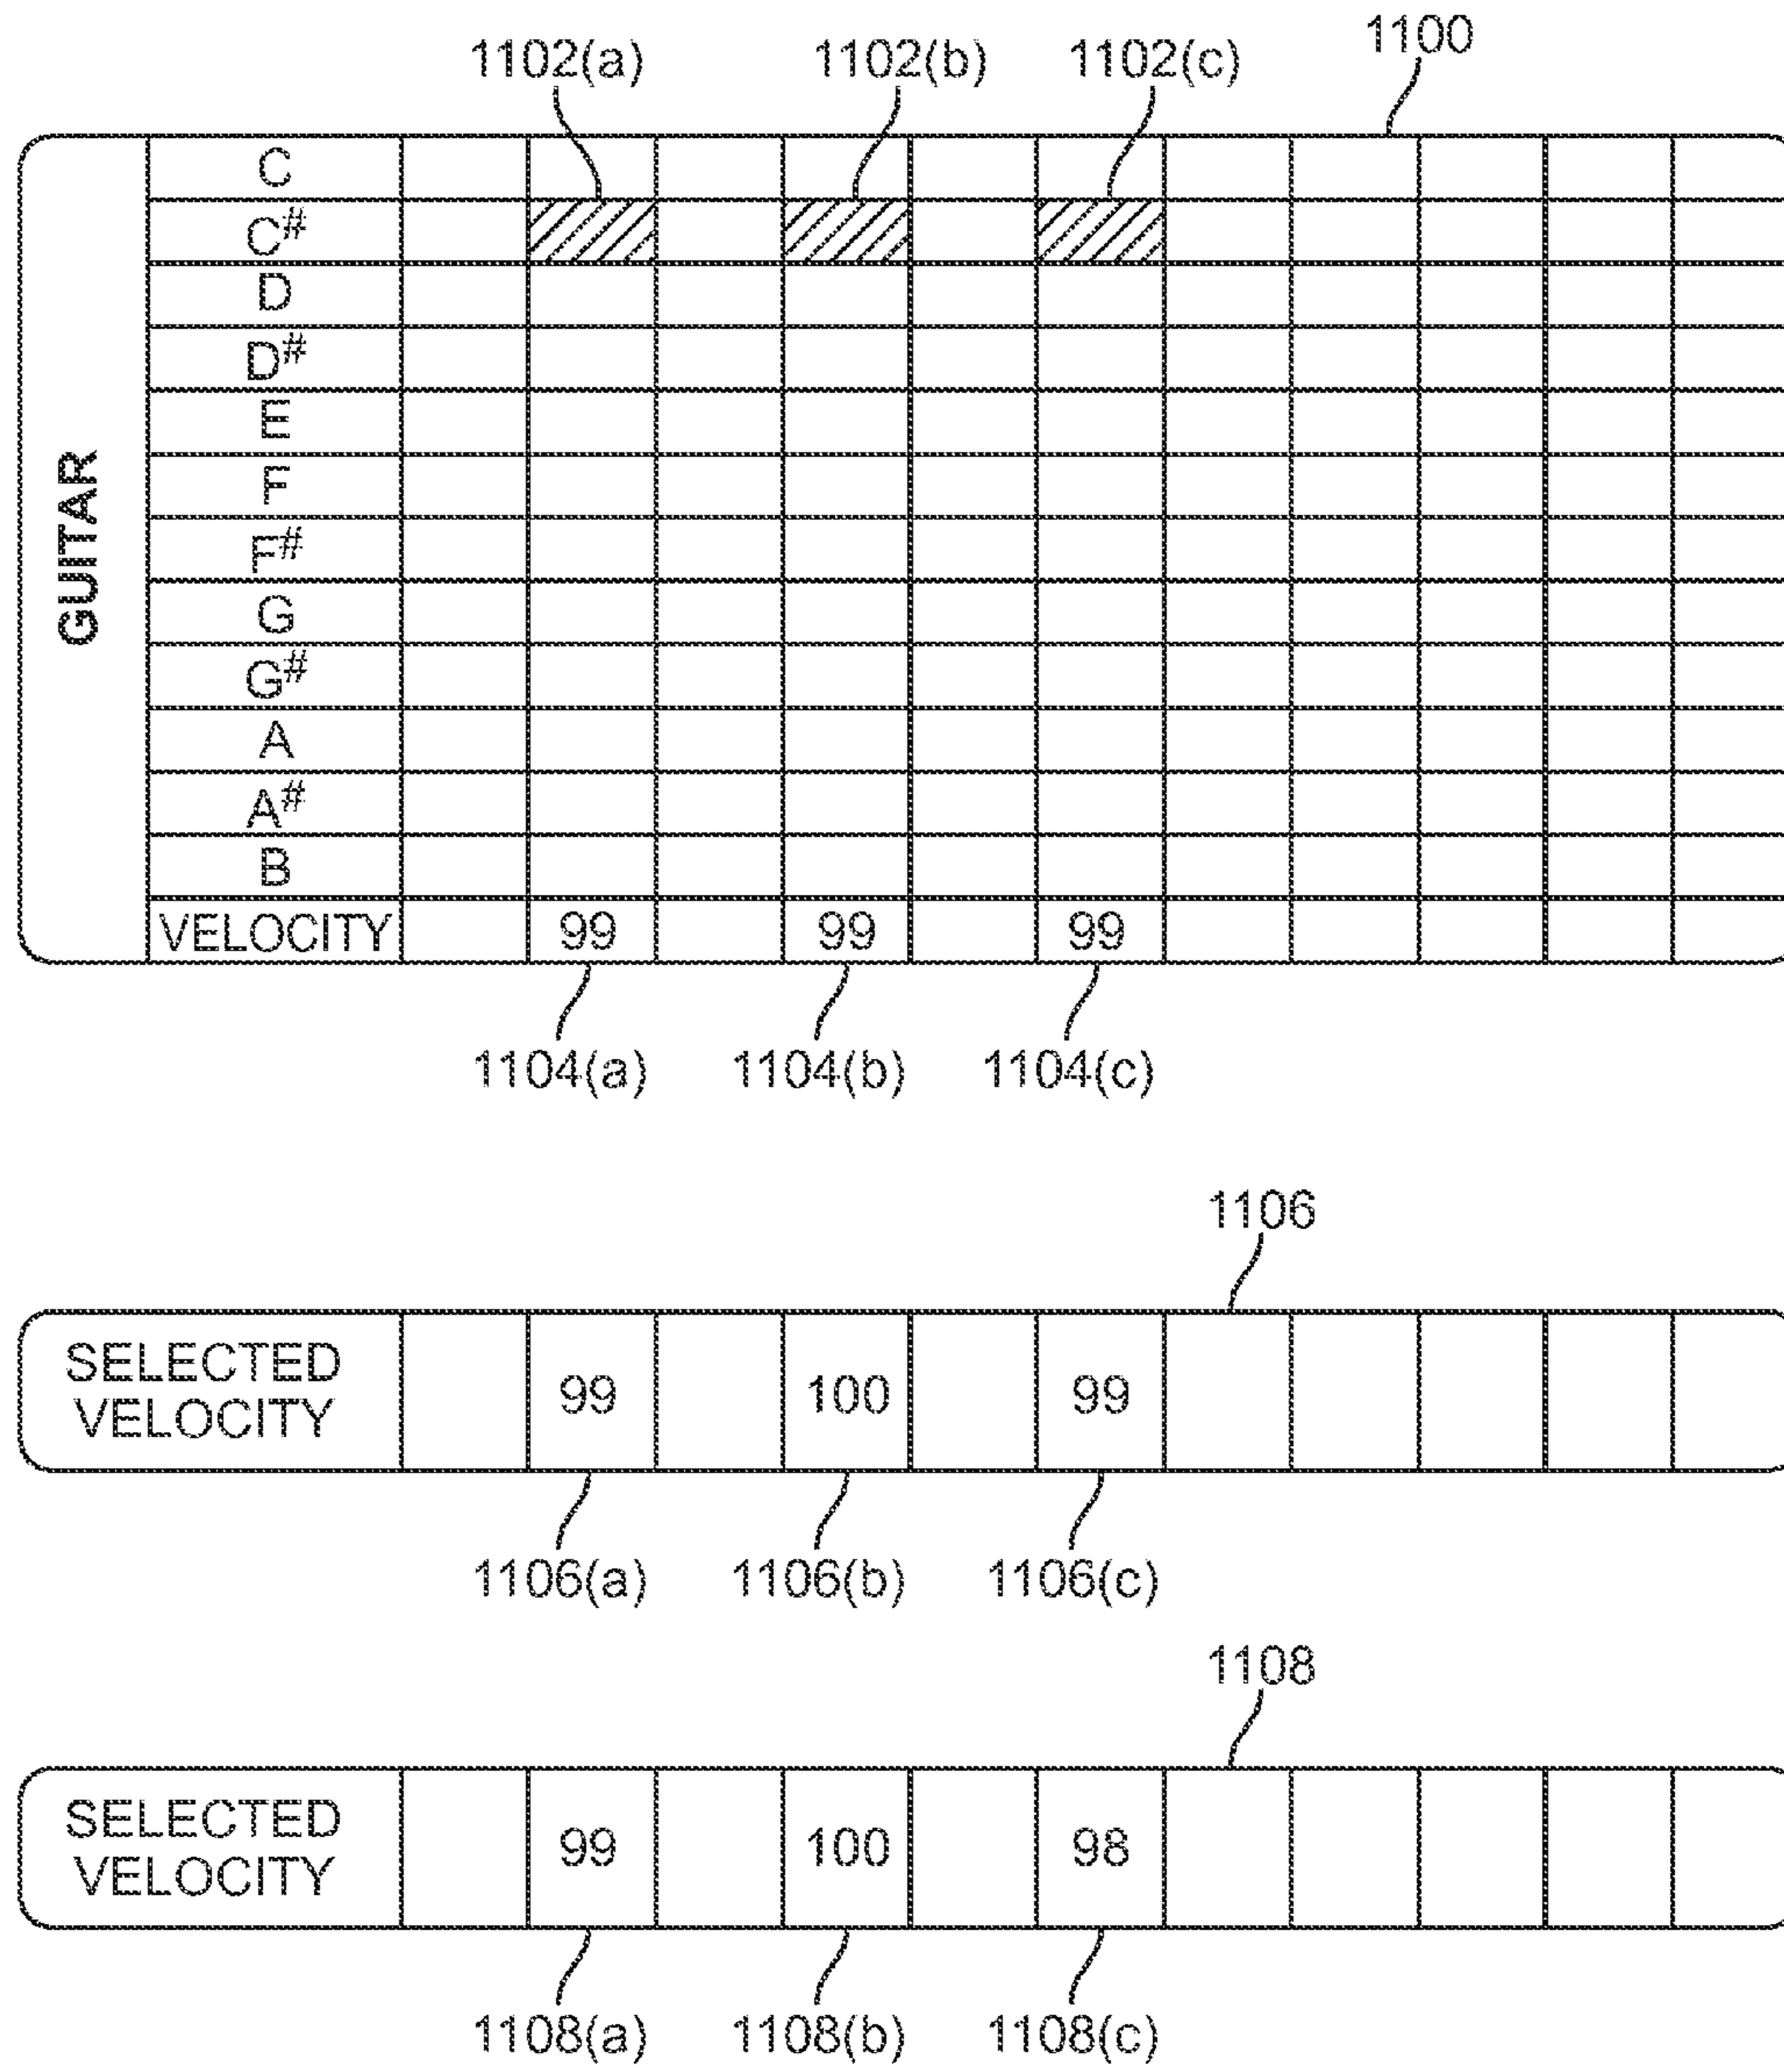 1102(a) 1102(b) 1102(c) 1100
GUITAR
C
C#
D
D#
E
F
F#
G
G#
A
A#
B
VELOCITY 99 99 99
1104(a) 1104(b) 1104(c)
1106
SELECTED
VELOCITY
99 100 99
1106(a) 1106(b) 1106(c)
1108
SELECTED
VELOCITY
99 100 98
1108(a) 1108(b) 1108(c)